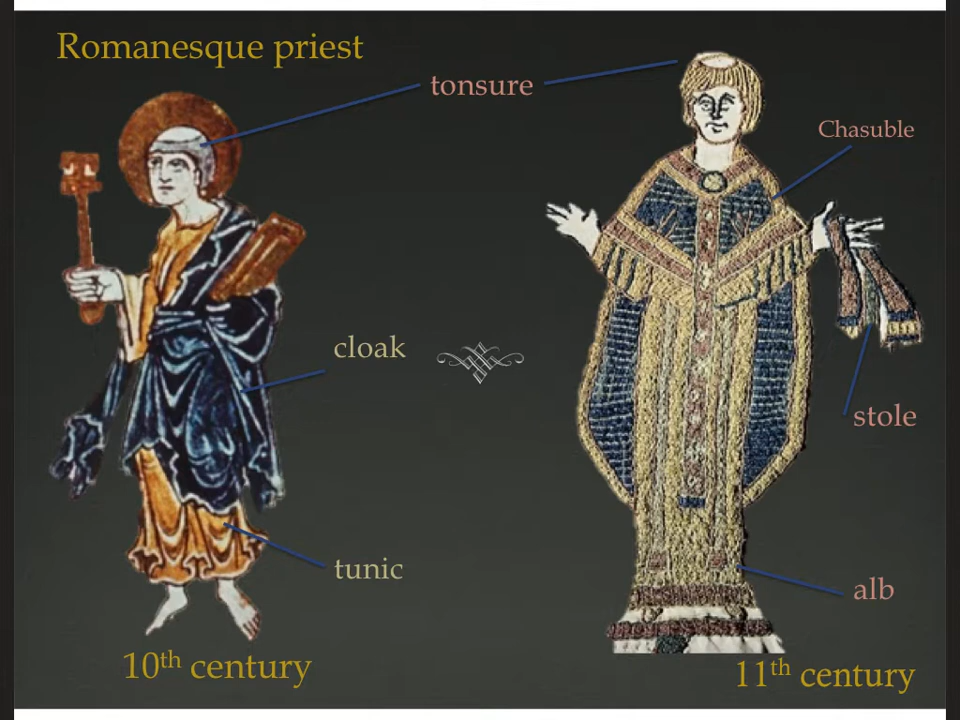 Romanesque priest
tonsure
Chasuble
cloak
stole
tunic
alb
10th century
11th century